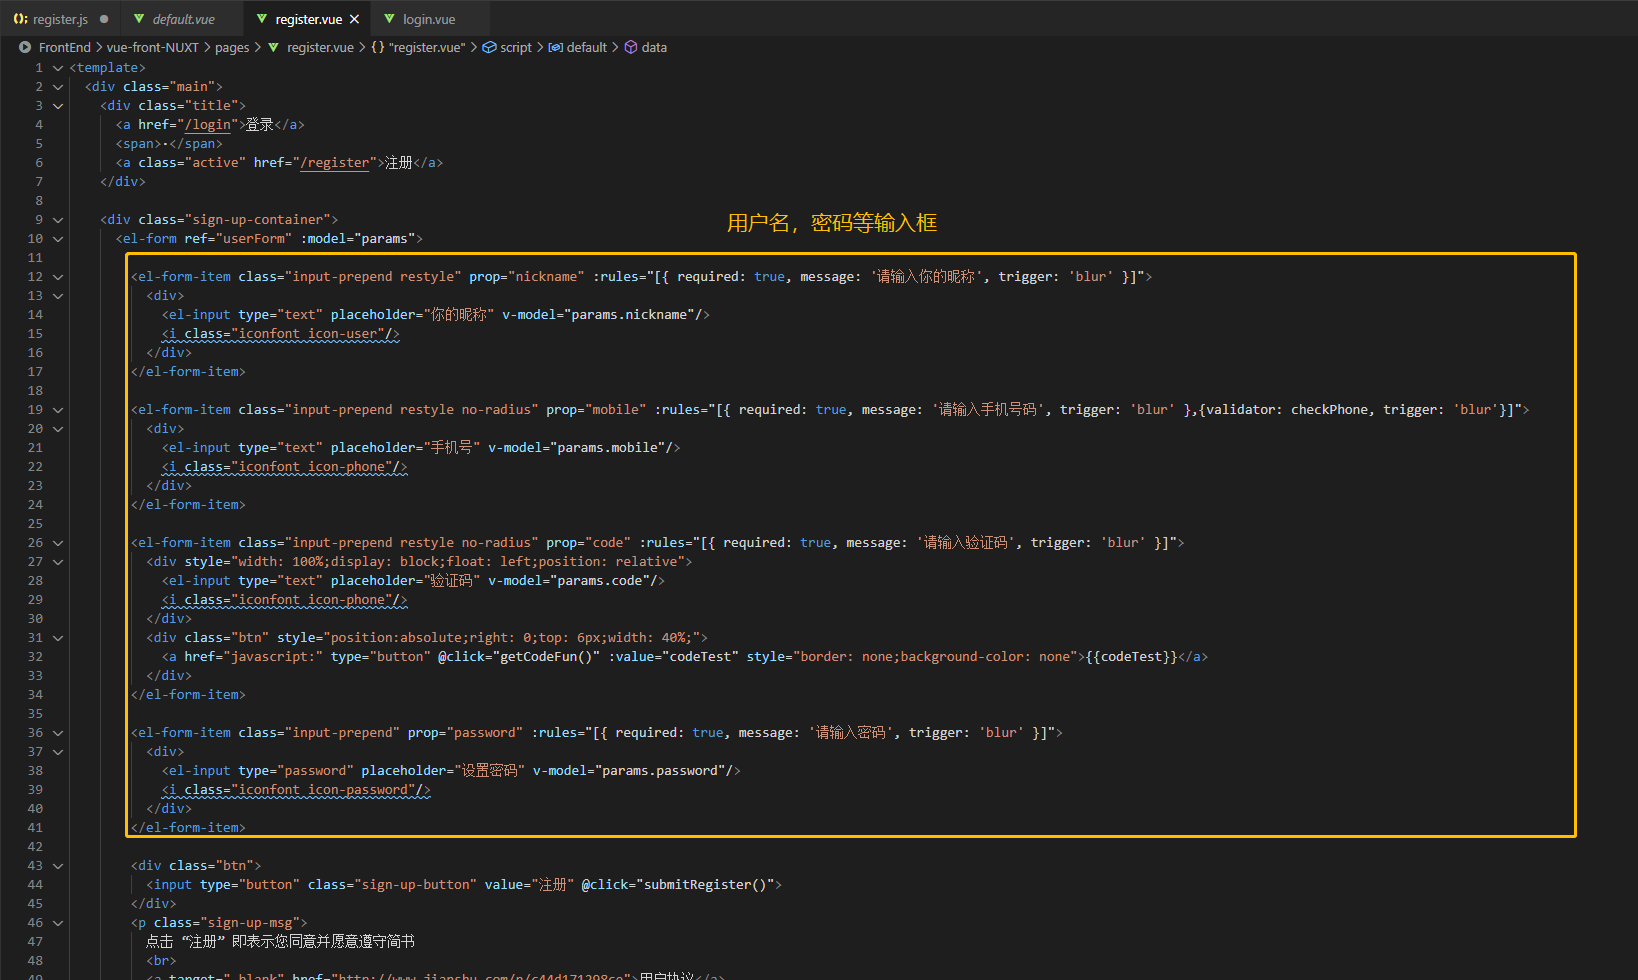 register.js default.vue register.vue login.vue
FrontEnd > vue-front-NUXT > pages > register.vue > {} "register.vue" > script > default > data
1 <template>
2 <div class="main">
3 <div class="title">
4 <a href="/login">登录</a>
5 <span>·</span>
6 <a class="active" href="/register">注册</a>
7 </div>
8
9 <div class="sign-up-container">
用户名，密码等输入框
10 <el-form ref="userForm" :model="params">
11
12 <el-form-item class="input-prepend restyle" prop="nickname" :rules="[{ required: true, message: '请输入你的昵称', trigger: 'blur' }]">
13 <div>
14 <el-input type="text" placeholder="你的昵称" v-model="params.nickname"/>
15 <i class="iconfont icon-user"/>
16 </div>
17 </el-form-item>
18
19 <el-form-item class="input-prepend restyle no-radius" prop="mobile" :rules="[{ required: true, message: '请输入手机号码', trigger: 'blur' },{validator: checkPhone, trigger: 'blur'}]">
20 <div>
21 <el-input type="text" placeholder="手机号" v-model="params.mobile"/>
22 <i class="iconfont icon-phone"/>
23 </div>
24 </el-form-item>
25
26 <el-form-item class="input-prepend restyle no-radius" prop="code" :rules="[{ required: true, message: '请输入验证码', trigger: 'blur' }]">
27 <div style="width: 100%;display: block;float: left;position: relative">
28 <el-input type="text" placeholder="验证码" v-model="params.code"/>
29 <i class="iconfont icon-phone"/>
30 </div>
31 <div class="btn" style="position:absolute;right: 0;top: 6px;width: 40%;">
32 <a href="javascript:" type="button" @click="getCodeFun()" :value="codeTest" style="border: none;background-color: none">{{codeTest}}</a>
33 </div>
34 </el-form-item>
35
36 <el-form-item class="input-prepend" prop="password" :rules="[{ required: true, message: '请输入密码', trigger: 'blur' }]">
37 <div>
38 <el-input type="password" placeholder="设置密码" v-model="params.password"/>
39 <i class="iconfont icon-password"/>
40 </div>
41 </el-form-item>
42
43 <div class="btn">
44 <input type="button" class="sign-up-button" value="注册" @click="submitRegister()">
45 </div>
46 <p class="sign-up-msg">
47 点击 “注册” 即表示您同意并愿意遵守简书
48 <br>
49 <a target="_blank" href="http://www.jianshu.com/p/c44d171298ce">用户协议</a>